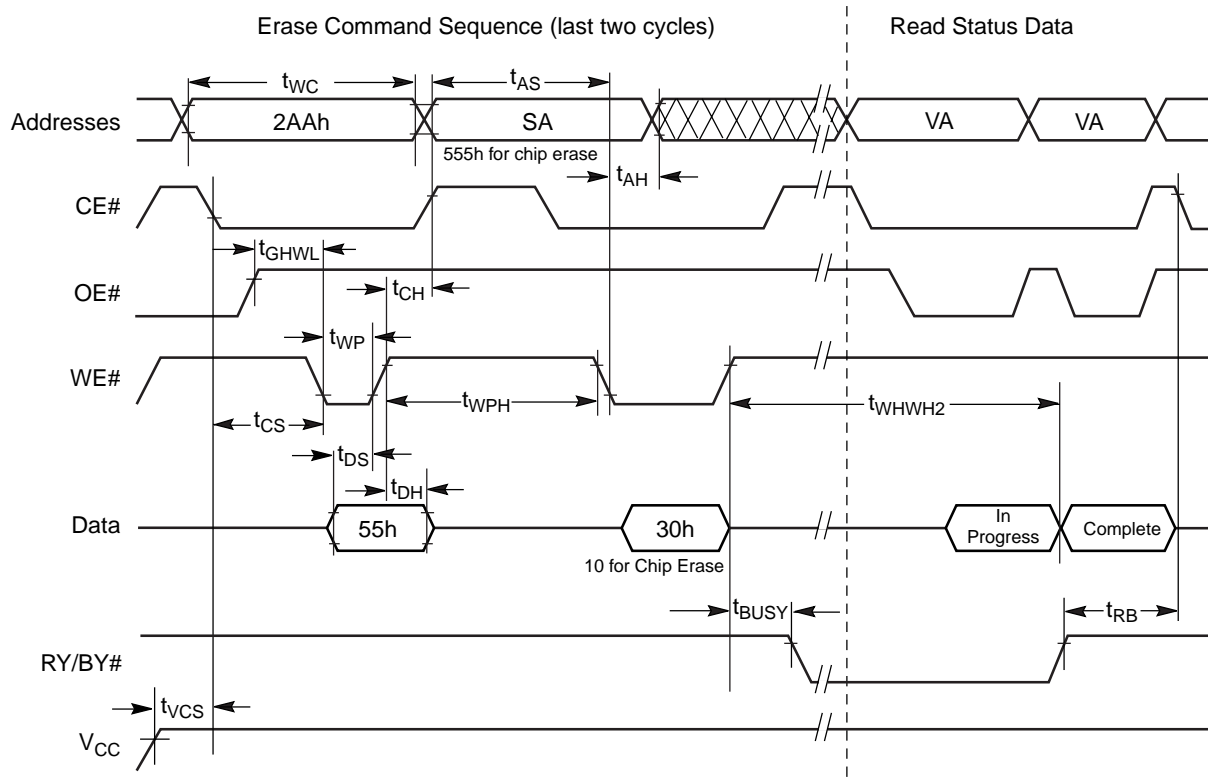 Erase Command Sequence (last two cycles)
Read Status Data
tWC
tAS
Addresses
2AAh
SA
VA
VA
555h for chip erase
tAH
CE#
tGHWL
OE#
tCH
tWP
WE#
tWPH
tWHWH2
tCS
tDS
tDH
Data
55h
30h
In
Progress
Complete
10 for Chip Erase
tBUSY
tRB
RY/BY#
tVCS
VCC